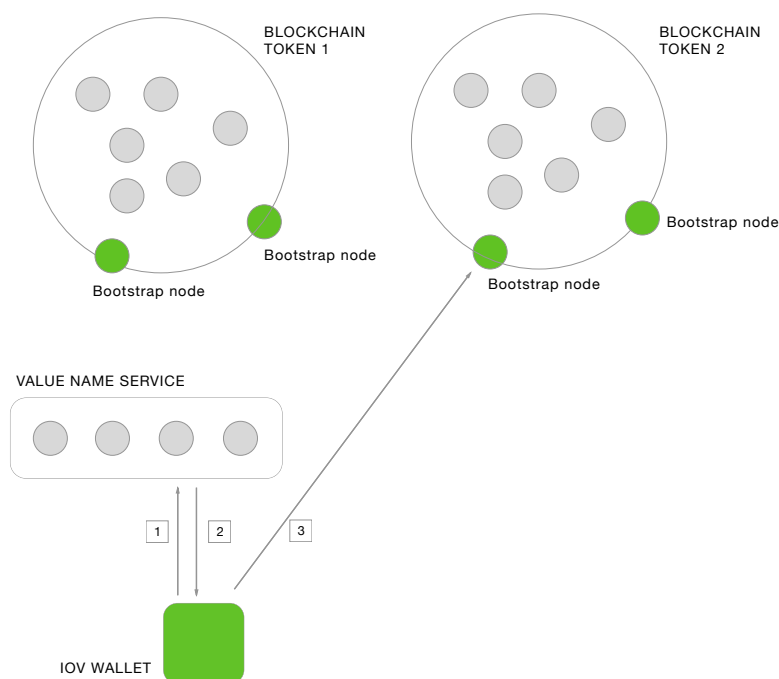 BLOCKCHAIN
TOKEN 1
BLOCKCHAIN
TOKEN 2
Bootstrap node
Bootstrap node
Bootstrap node
Bootstrap node
VALUE NAME SERVICE
1
2
3
IOV WALLET